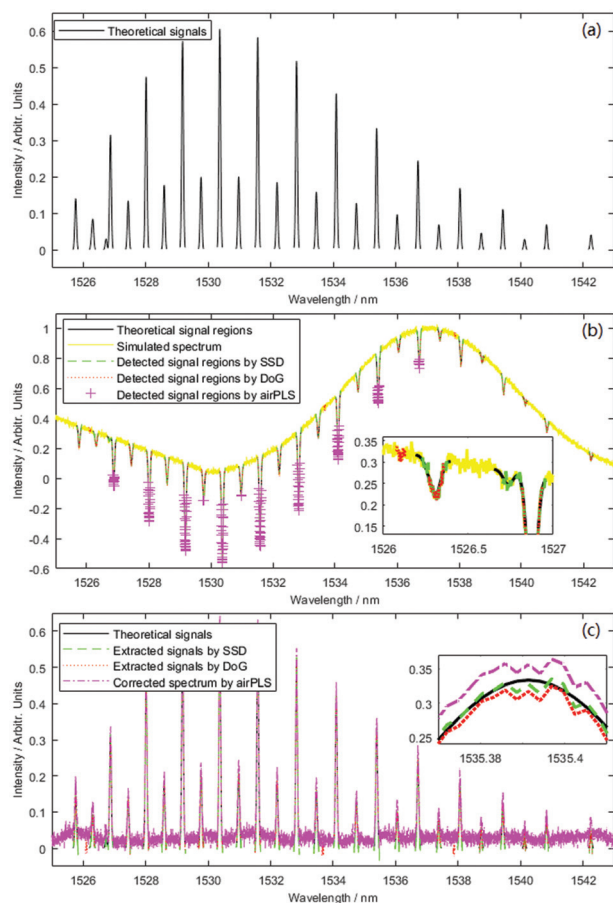 (a)
Theoretical signals
0.6
0.5
0.4
0.3
0.2
0.1
0
Intensity / Arbitr. Units
1526 1528 1530 1532 1534 1536 1538 1540 1542
Wavelength / nm
(b)
Theoretical signal regions
Simulated spectrum
Detected signal regions by SSD
Detected signal regions by DoG
Detected signal regions by airPLS
1
0.8
0.6
0.4
0.2
0
-0.2
-0.4
-0.6
Intensity / Arbitr. Units
0.35
0.3
0.25
0.2
0.15
1526 1526.5 1527
1526 1528 1530 1532 1534 1536 1538 1540 1542
Wavelength / nm
(c)
Theoretical signals
Extracted signals by SSD
Extracted signals by DoG
Corrected spectrum by airPLS
0.6
0.5
0.4
0.3
0.2
0.1
0
Intensity / Arbitr. Units
0.35
0.3
0.25
1535.38 1535.4
1526 1528 1530 1532 1534 1536 1538 1540 1542
Wavelength / nm